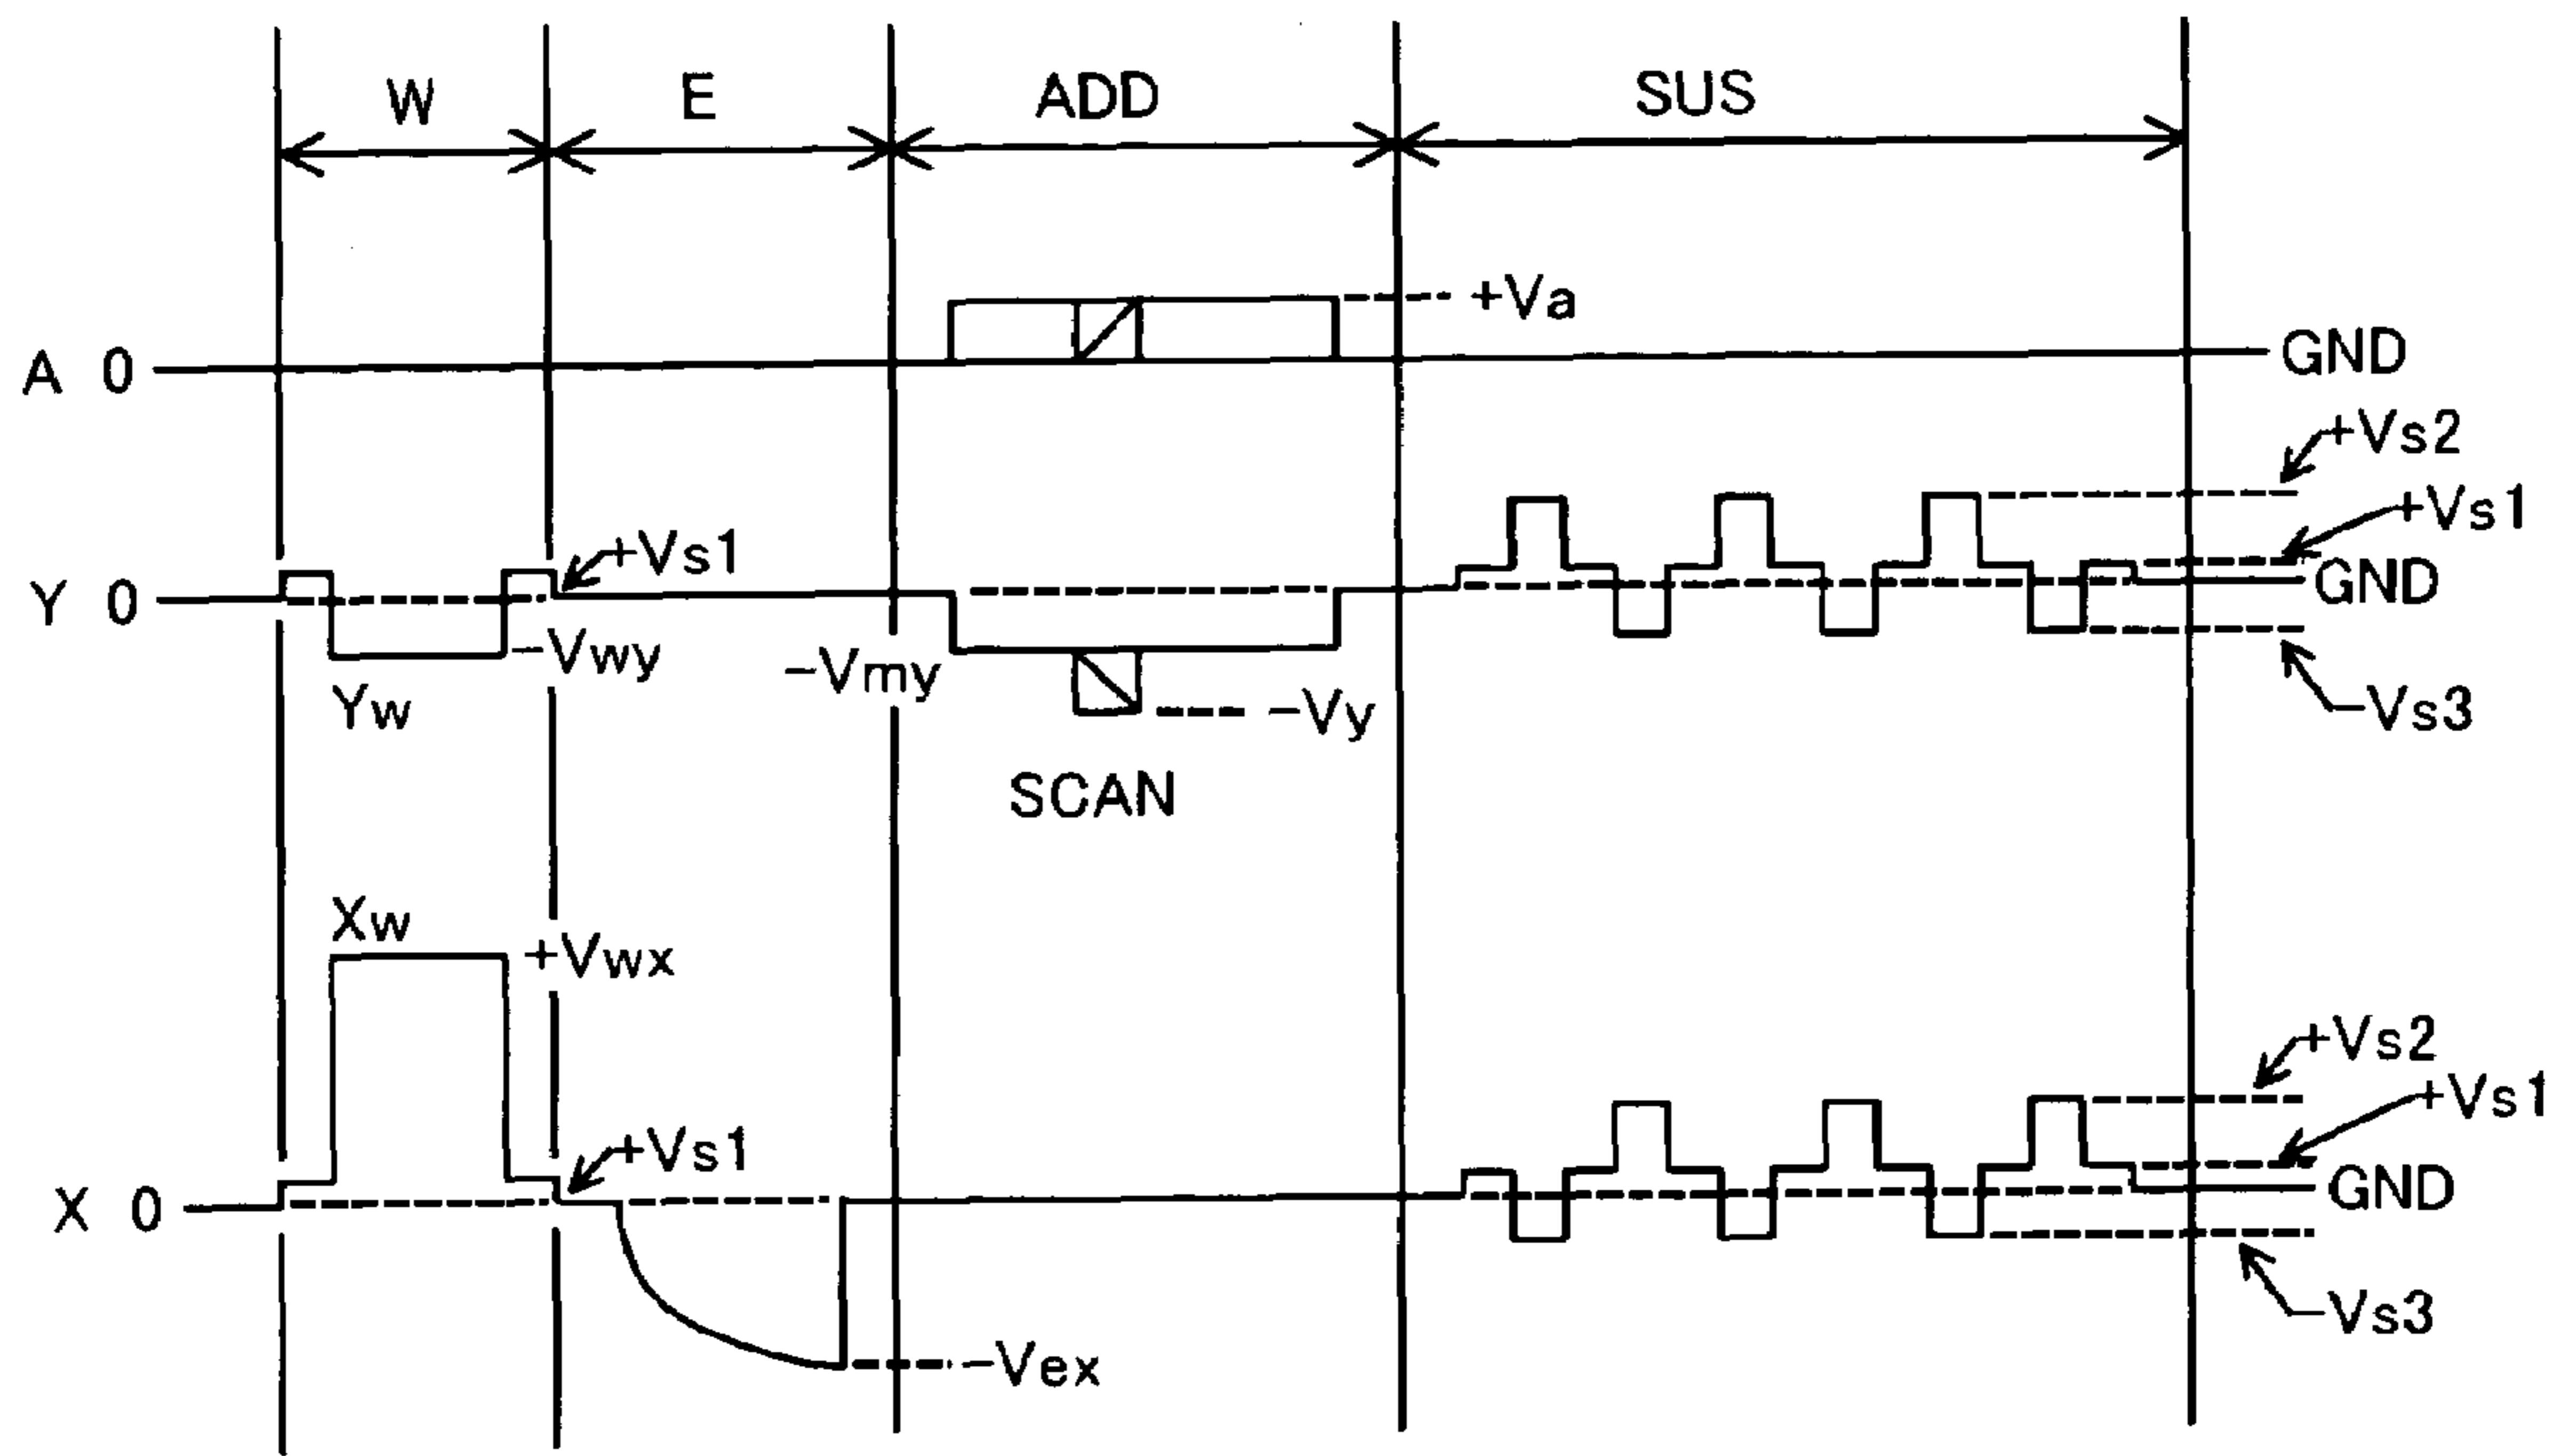 W E ADD SUS
+Va
A 0 GND
+Vs2
+Vs1
+Vs1
Y 0 GND
-Vwy
-Vmy
Yw
-Vy
-Vs3
SCAN
Xw
+Vwx
+Vs2
+Vs1
+Vs1
X 0 GND
-Vs3
-Vex